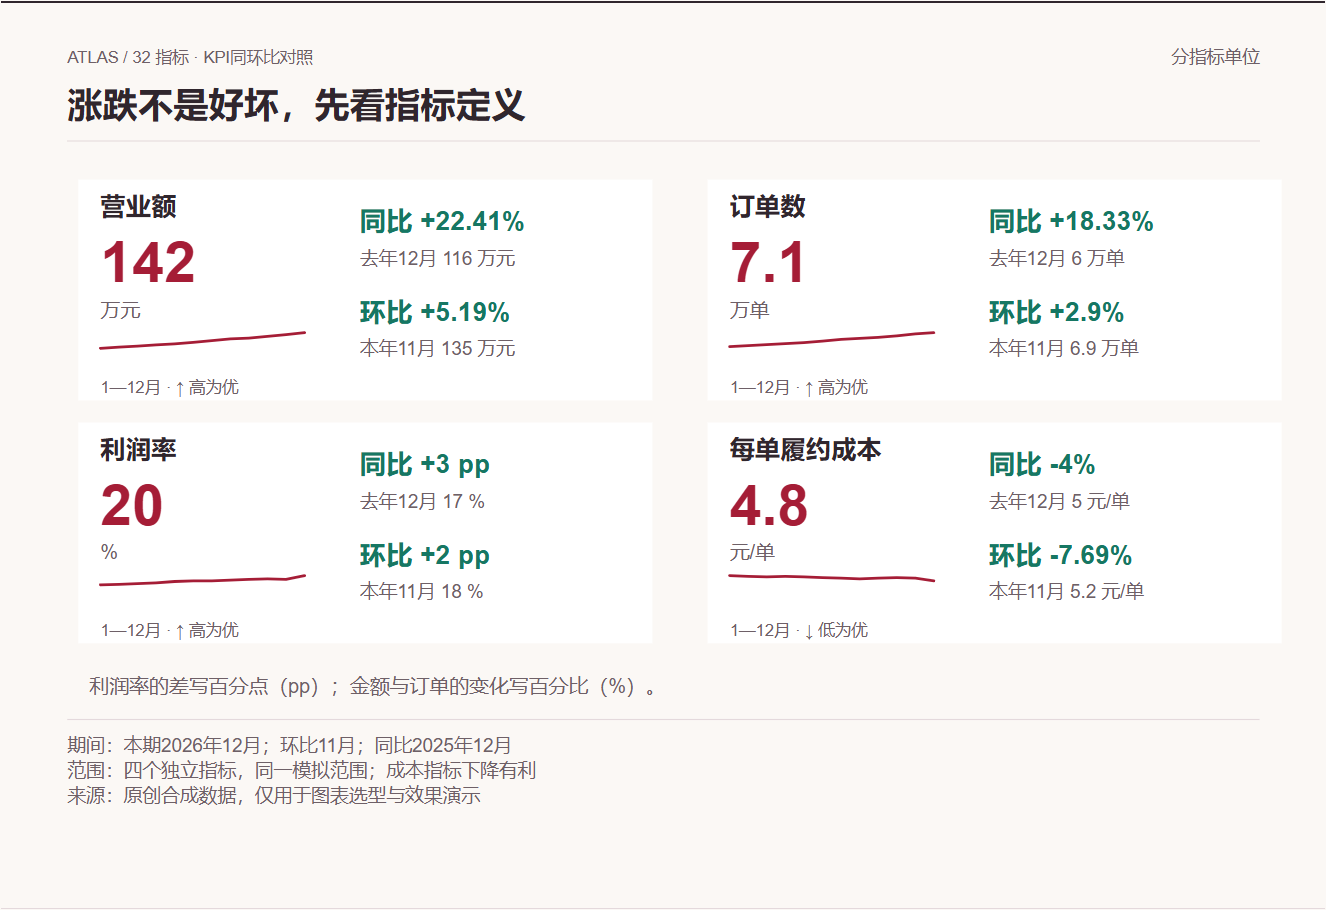 ATLAS / 32 指标 · KPI同环比对照
分指标单位
涨跌不是好坏，先看指标定义
营业额
142
万元
1—12月 · ↑ 高为优
同比 +22.41%
去年12月 116 万元
环比 +5.19%
本年11月 135 万元
订单数
7.1
万单
1—12月 · ↑ 高为优
同比 +18.33%
去年12月 6 万单
环比 +2.9%
本年11月 6.9 万单
利润率
20
%
1—12月 · ↑ 高为优
同比 +3 pp
去年12月 17 %
环比 +2 pp
本年11月 18 %
每单履约成本
4.8
元/单
1—12月 · ↓ 低为优
同比 -4%
去年12月 5 元/单
环比 -7.69%
本年11月 5.2 元/单
利润率的差写百分点（pp）；金额与订单的变化写百分比（%）。
期间：本期2026年12月；环比11月；同比2025年12月
范围：四个独立指标，同一模拟范围；成本指标下降有利
来源：原创合成数据，仅用于图表选型与效果演示